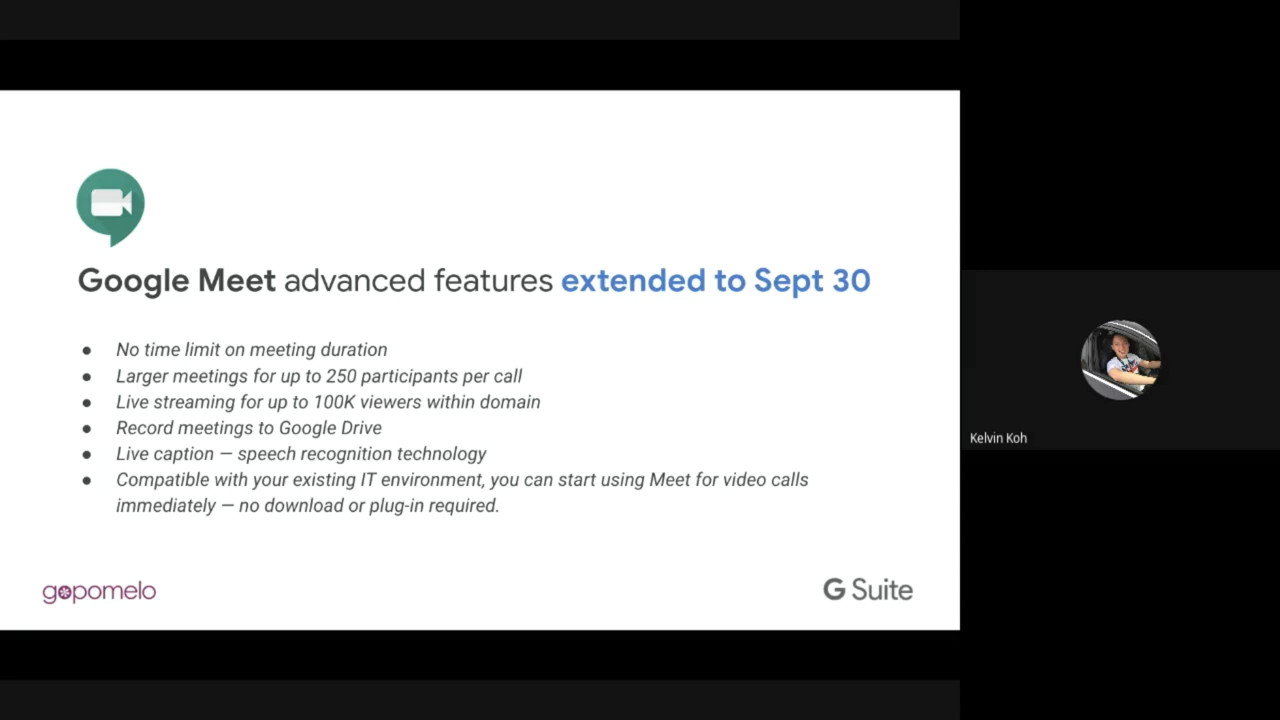 Google Meet advanced features extended to Sept 30
● No time limit on meeting duration
● Larger meetings for up to 250 participants per call
● Live streaming for up to 100K viewers within domain
● Record meetings to Google Drive
● Live caption — speech recognition technology
● Compatible with your existing IT environment, you can start using Meet for video calls
immediately — no download or plug-in required.
gopomelo
G Suite
Kelvin Koh